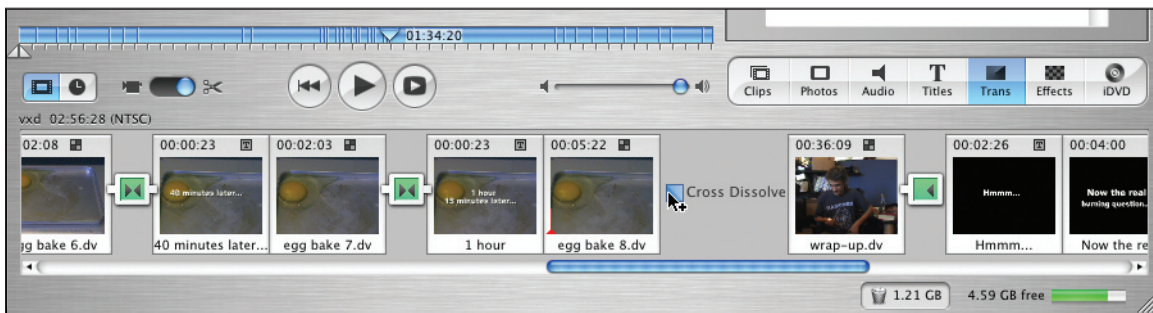 01:34:20
Clips Photos Audio Titles Trans Effects iDVD
vxd 02:56:28 (NTSC)
02:08 00:00:23 00:02:03 00:00:23 00:05:22 00:36:09 00:02:26 00:04:00
40 minutes later...
1 hour
15 minutes later...
Cross Dissolve
Hmmm...
Now the real
burning question..
gg bake 6.dv 40 minutes later... egg bake 7.dv 1 hour egg bake 8.dv wrap-up.dv Hmmm... Now the re
1.21 GB 4.59 GB free